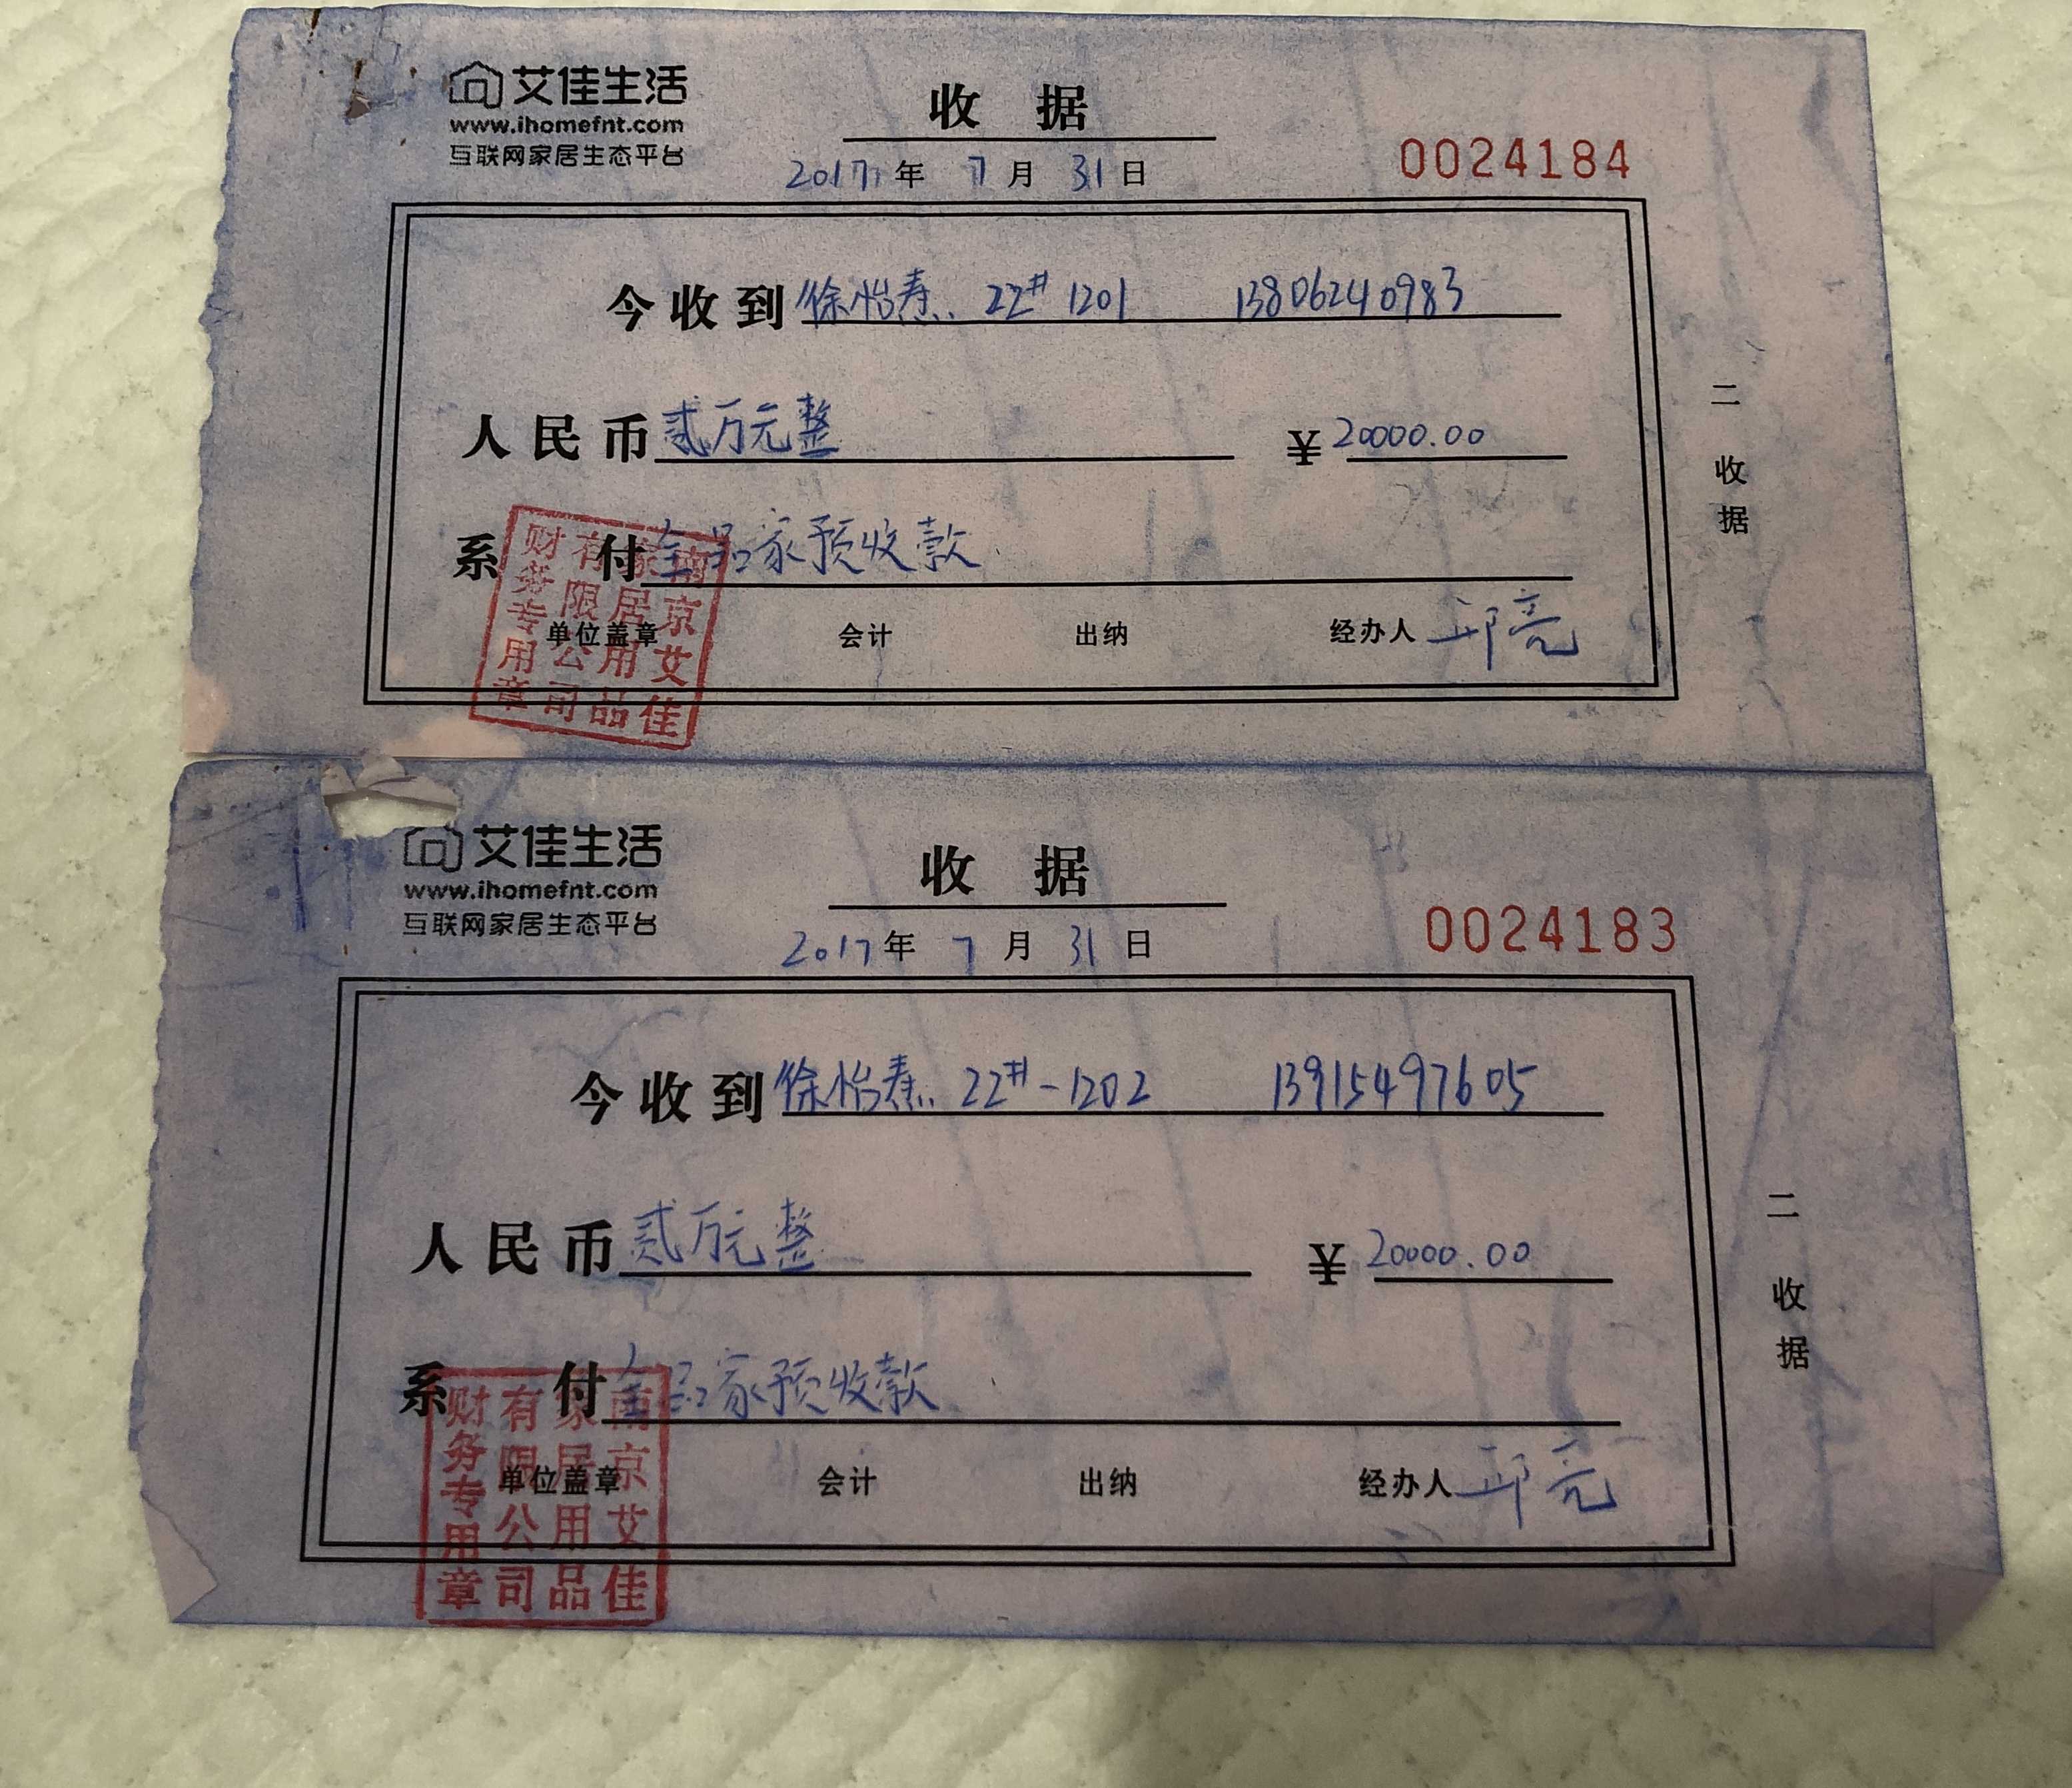 艾佳生活
www.ihomefnt.com
互联网家居生态平台
收据
2017年7月31日
0024184
今收到徐怡焘 22# 1201 13806240983
人民币贰万元整 ¥20000.00
系付全品家预收款
单位盖章 会计 出纳 经办人 邱亮
南京艾佳家居用品有限公司财务专用章
二收据
艾佳生活
www.ihomefnt.com
互联网家居生态平台
收据
2017年7月31日
0024183
今收到徐怡焘 22#-1202 13915497605
人民币贰万元整 ¥20000.00
系付全品家预收款
单位盖章 会计 出纳 经办人 邱亮
南京艾佳家居用品有限公司财务专用章
二收据